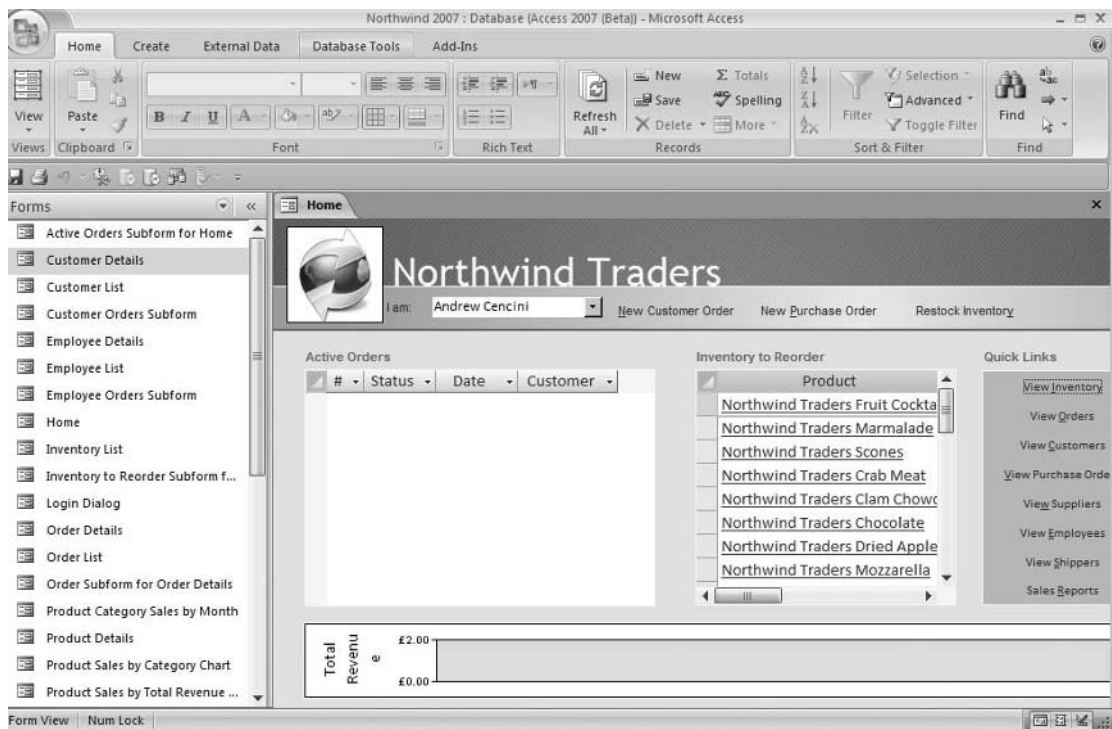 Northwind 2007 : Database (Access 2007 (Beta)) - Microsoft Access
Home Create External Data Database Tools Add-Ins
View
Paste
B I U A ab
Refresh All
New
Save
Delete
Σ Totals
ABC Spelling
More
Filter
Selection
Advanced
Toggle Filter
Find
Views Clipboard Font Rich Text Records Sort & Filter Find
Forms
Active Orders Subform for Home
Customer Details
Customer List
Customer Orders Subform
Employee Details
Employee List
Employee Orders Subform
Home
Inventory List
Inventory to Reorder Subform f...
Login Dialog
Order Details
Order List
Order Subform for Order Details
Product Category Sales by Month
Product Details
Product Sales by Category Chart
Product Sales by Total Revenue ...
Home
Northwind Traders
I am: Andrew Cencini New Customer Order New Purchase Order Restock Inventory
Active Orders
# Status Date Customer
Inventory to Reorder
Product
Northwind Traders Fruit Cockta
Northwind Traders Marmalade
Northwind Traders Scones
Northwind Traders Crab Meat
Northwind Traders Clam Chowd
Northwind Traders Chocolate
Northwind Traders Dried Apple
Northwind Traders Mozzarella
Quick Links
View Inventory
View Orders
View Customers
View Purchase Orde
View Suppliers
View Employees
View Shippers
Sales Reports
Total
Revenu
e
£2.00
£0.00
Form View Num Lock